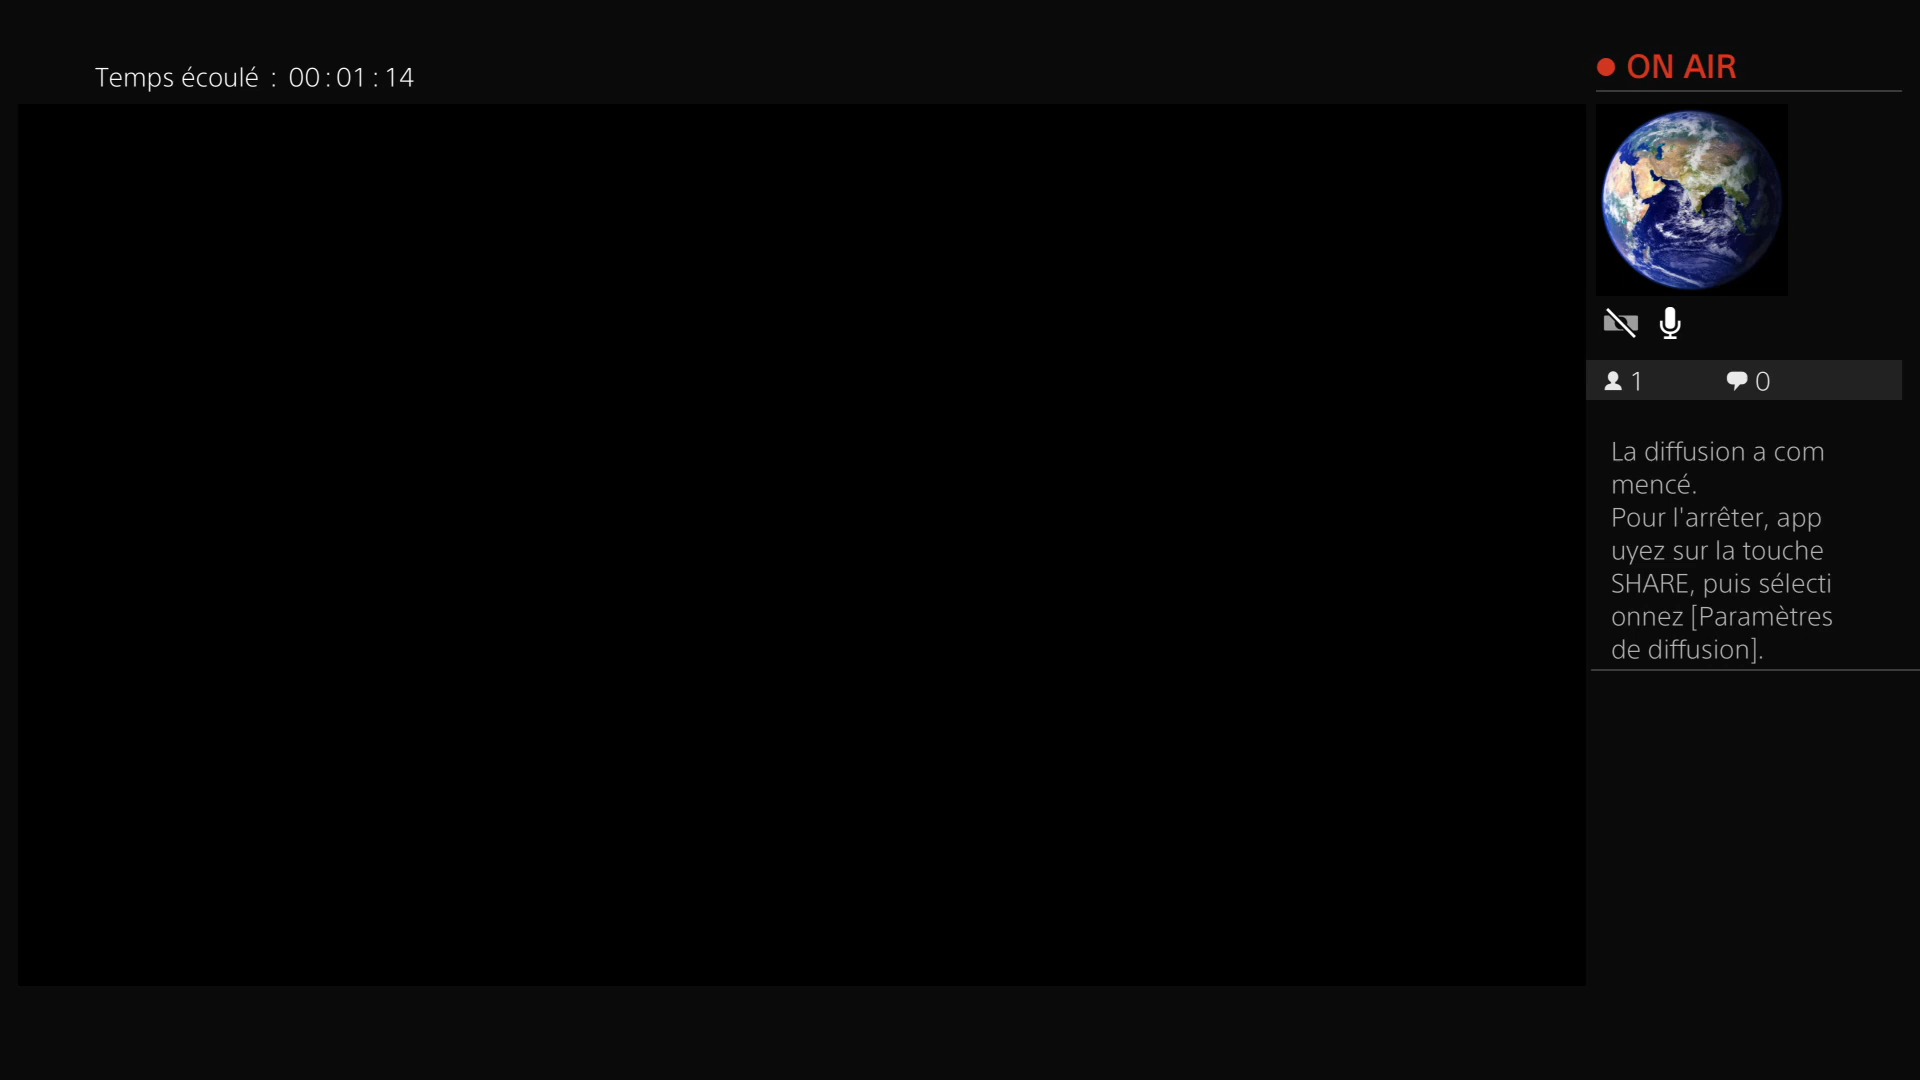 Temps écoulé : 00:01:14
ON AIR
1 0
La diffusion a com
mencé.
Pour l'arrêter, app
uyez sur la touche
SHARE, puis sélecti
onnez [Paramètres
de diffusion].